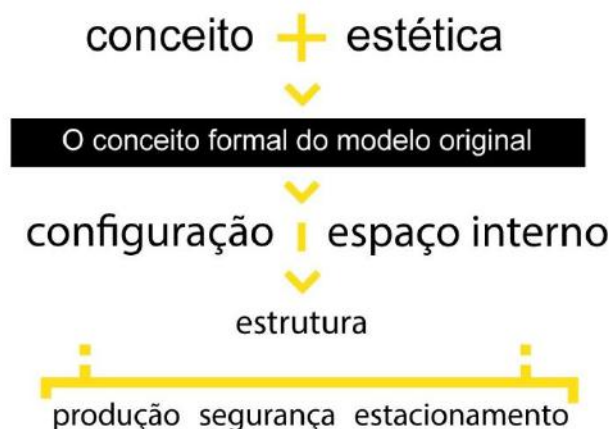 conceito + estética
O conceito formal do modelo original
configuração espaço interno
estrutura
produção segurança estacionamento